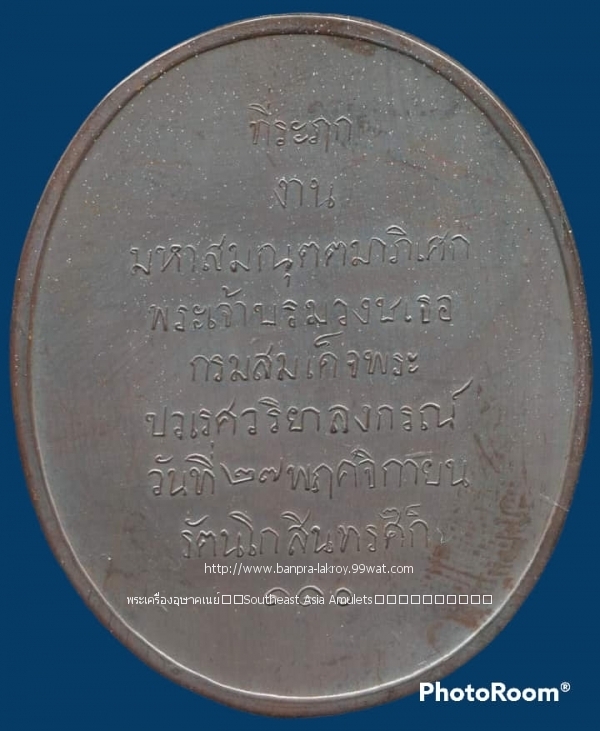 ที่ระฦก
งาน
มหาสมณุตตมาภิเศก
พระเจ้าบรมวงษเธอ
กรมสมเด็จพระ
ปวเรศวริยาลงกรณ์
วันที่ ๒๗ พฤศจิกายน
รัตนโกสินทรศก๊
http://www.banpra-lakroy.99wat.com
๑๑๐
พระเครื่องอุษาคเนย์□□Southeast Asia Amulets□□□□□□□□□□
PhotoRoom®